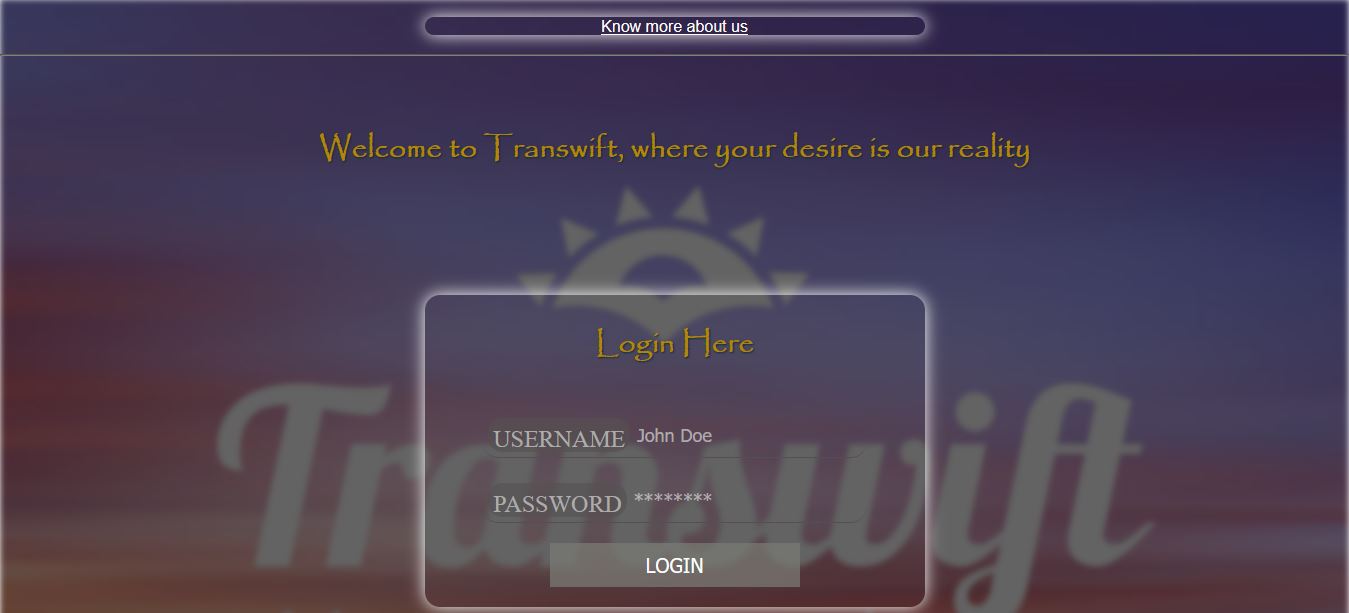 Know more about us
Welcome to Transwift, where your desire is our reality
Login Here
Transwift
USERNAME John Doe
PASSWORD ********
LOGIN